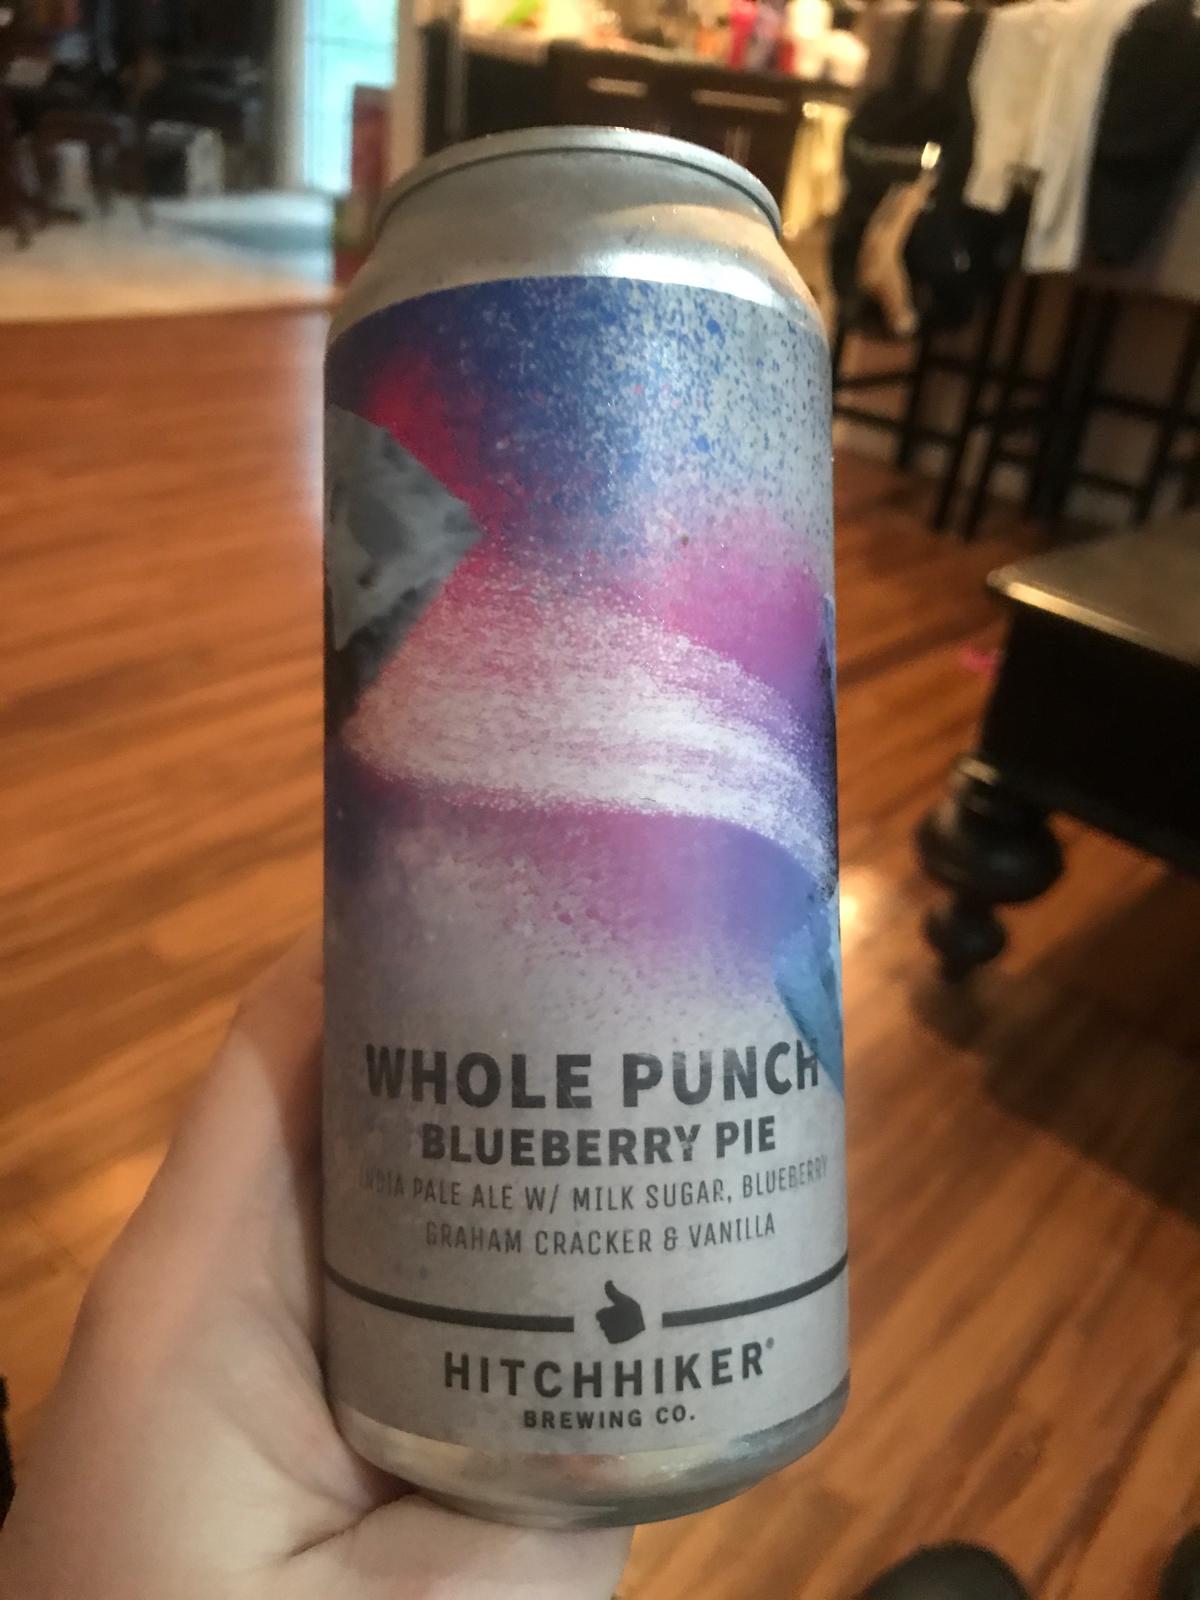 WHOLE PUNCH
BLUEBERRY PIE
INDIA PALE ALE W/ MILK SUGAR, BLUEBERRY
GRAHAM CRACKER & VANILLA
HITCHHIKER®
BREWING CO.